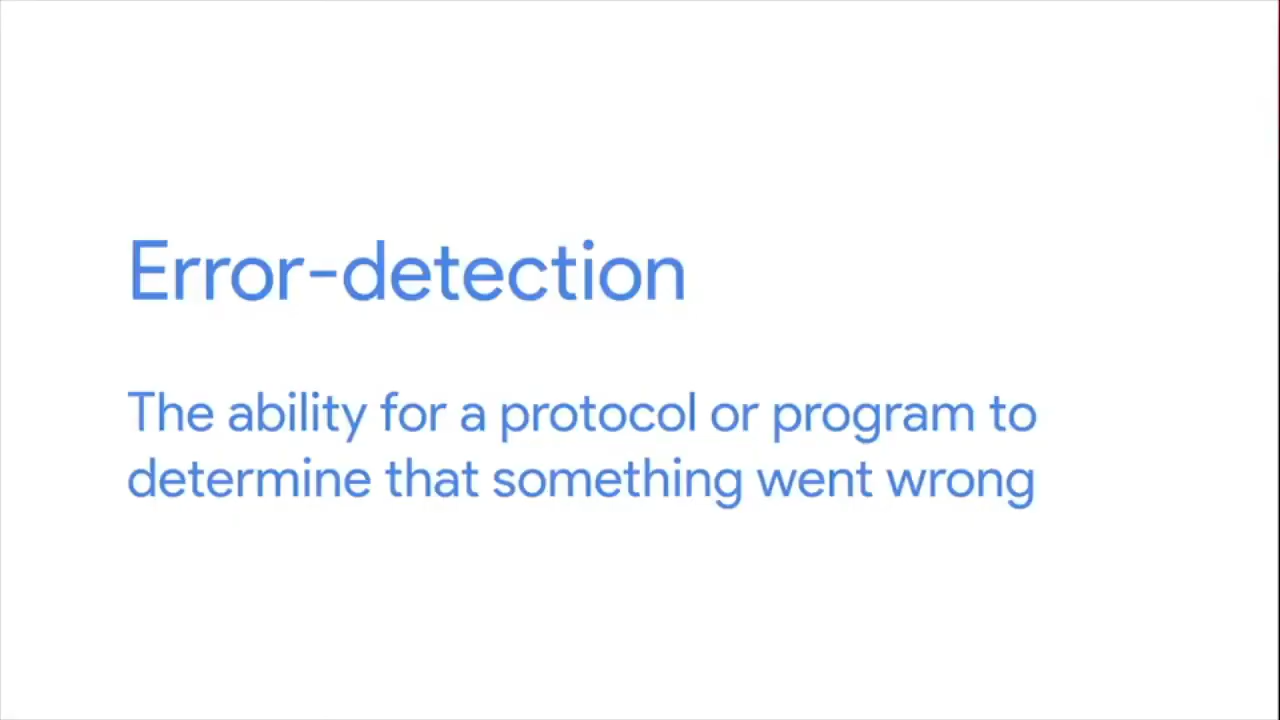 Error-detection
The ability for a protocol or program to
determine that something went wrong